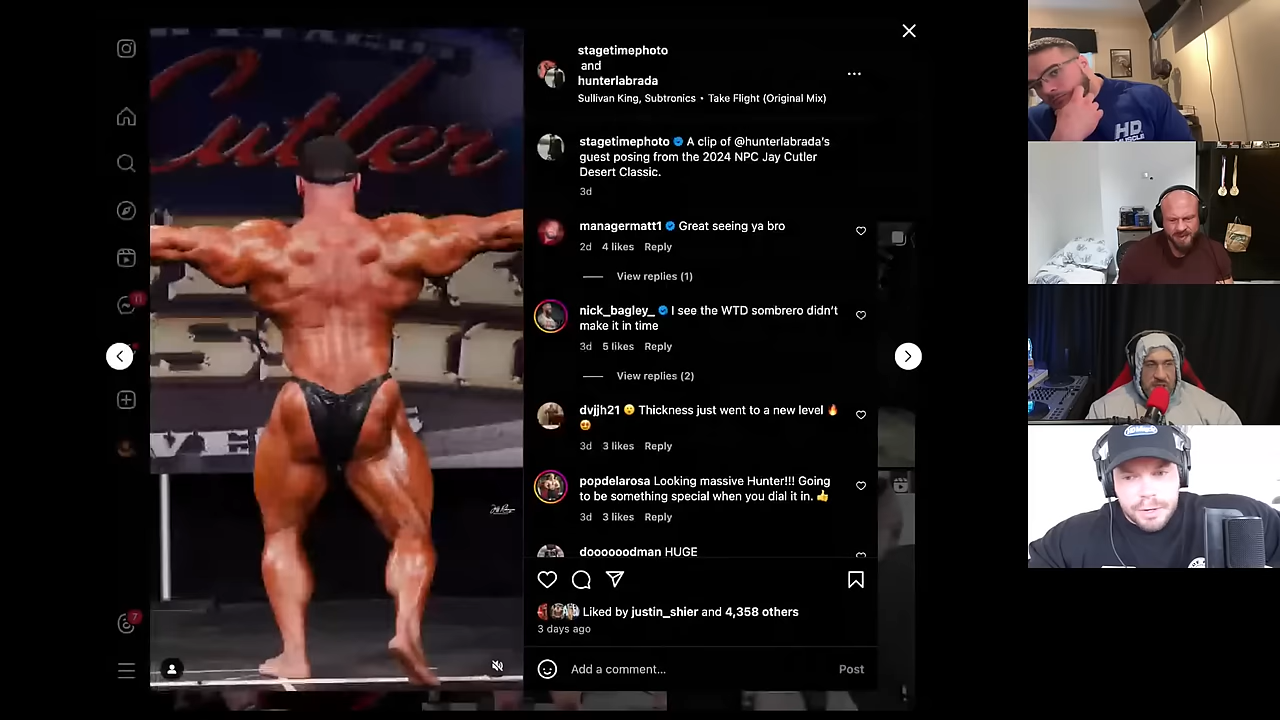 Cutler
stagetimephoto
and
hunterlabrada
Sullivan King, Subtronics • Take Flight (Original Mix)
stagetimephoto A clip of @hunterlabrada's
guest posing from the 2024 NPC Jay Cutler
Desert Classic.
3d
managermatt1 Great seeing ya bro
2d 4 likes Reply
View replies (1)
nick_bagley_ I see the WTD sombrero didn't
make it in time
3d 5 likes Reply
View replies (2)
dvjjh21 😮 Thickness just went to a new level 🔥
😍
3d 3 likes Reply
popdelarosa Looking massive Hunter!!! Going
to be something special when you dial it in. 👍
3d 3 likes Reply
doooooodman HUGE
Liked by justin_shier and 4,358 others
3 days ago
Add a comment... Post
11
7
HD
MUSCLE